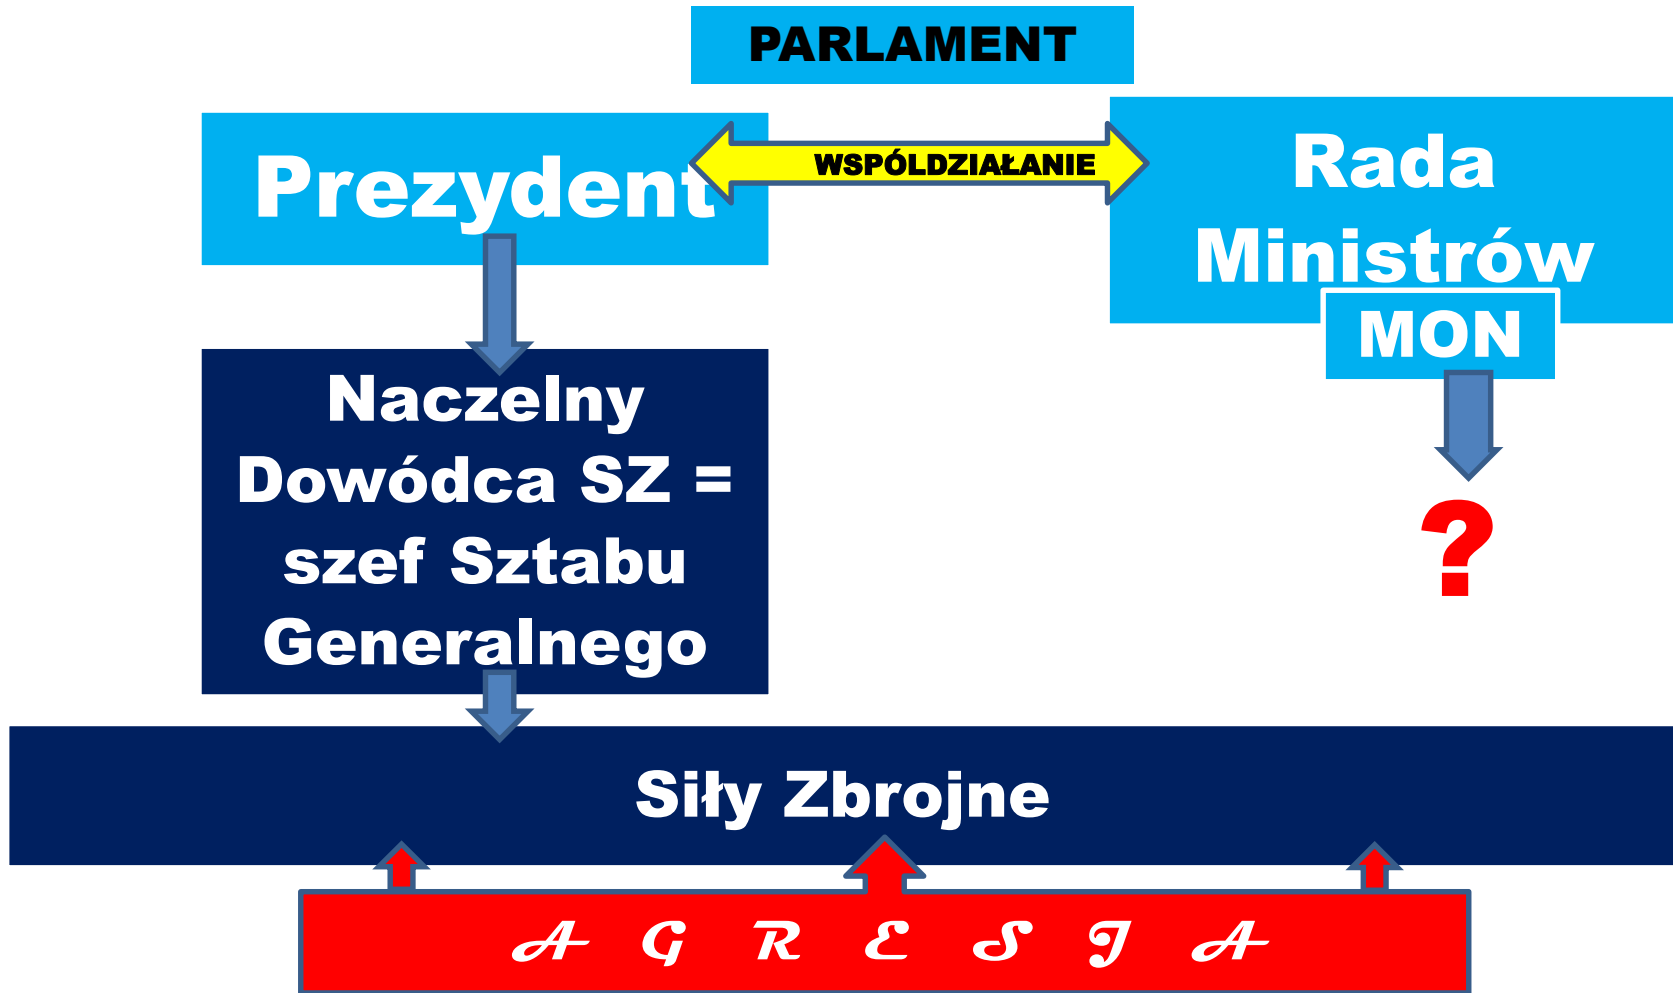 PARLAMENT
Prezydent
WSPÓLDZIAŁANIE
Rada
Ministrów
MON
Naczelny
Dowódca SZ =
szef Sztabu
Generalnego
?
Siły Zbrojne
A G R E S J A